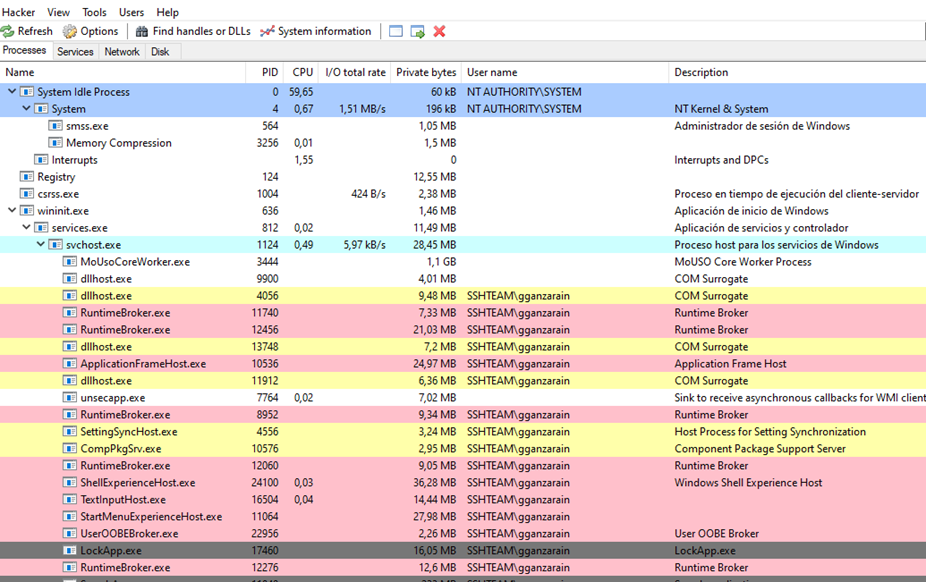 Hacker View Tools Users Help
Refresh Options Find handles or DLLs System information
Processes Services Network Disk
Name PID CPU I/O total rate Private bytes User name Description
System Idle Process 0 59,65 60 kB NT AUTHORITY\SYSTEM
System 4 0,67 1,51 MB/s 196 kB NT AUTHORITY\SYSTEM NT Kernel & System
smss.exe 564 1,05 MB Administrador de sesión de Windows
Memory Compression 3256 0,01 1,5 MB
Interrupts 1,55 0 Interrupts and DPCs
Registry 124 12,55 MB
csrss.exe 1004 424 B/s 2,38 MB Proceso en tiempo de ejecución del cliente-servidor
wininit.exe 636 1,46 MB Aplicación de inicio de Windows
services.exe 812 0,02 11,49 MB Aplicación de servicios y controlador
svchost.exe 1124 0,49 5,97 kB/s 28,45 MB Proceso host para los servicios de Windows
MoUsoCoreWorker.exe 3444 1,1 GB MoUSO Core Worker Process
dllhost.exe 9900 4,01 MB COM Surrogate
dllhost.exe 4056 9,48 MB SSHTEAM\gganzarain COM Surrogate
RuntimeBroker.exe 11740 7,33 MB SSHTEAM\gganzarain Runtime Broker
RuntimeBroker.exe 12456 21,03 MB SSHTEAM\gganzarain Runtime Broker
dllhost.exe 13748 7,2 MB SSHTEAM\gganzarain COM Surrogate
ApplicationFrameHost.exe 10536 24,97 MB SSHTEAM\gganzarain Application Frame Host
dllhost.exe 11912 6,36 MB SSHTEAM\gganzarain COM Surrogate
unsecapp.exe 7764 0,02 7,02 MB Sink to receive asynchronous callbacks for WMI client
RuntimeBroker.exe 8952 9,34 MB SSHTEAM\gganzarain Runtime Broker
SettingSyncHost.exe 4556 3,24 MB SSHTEAM\gganzarain Host Process for Setting Synchronization
CompPkgSrv.exe 10576 2,95 MB SSHTEAM\gganzarain Component Package Support Server
RuntimeBroker.exe 12060 9,05 MB SSHTEAM\gganzarain Runtime Broker
ShellExperienceHost.exe 24100 0,03 36,28 MB SSHTEAM\gganzarain Windows Shell Experience Host
TextInputHost.exe 16504 0,04 14,44 MB SSHTEAM\gganzarain
StartMenuExperienceHost.exe 11064 27,98 MB SSHTEAM\gganzarain
UserOOBEBroker.exe 22956 2,26 MB SSHTEAM\gganzarain User OOBE Broker
LockApp.exe 17460 16,05 MB SSHTEAM\gganzarain LockApp.exe
RuntimeBroker.exe 12276 12,6 MB SSHTEAM\gganzarain Runtime Broker